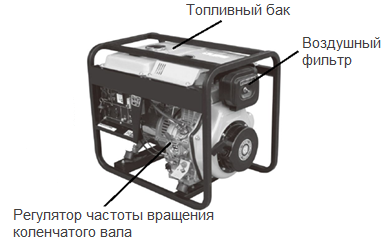 Топливный бак
Воздушный
фильтр
Регулятор частоты вращения
коленчатого вала